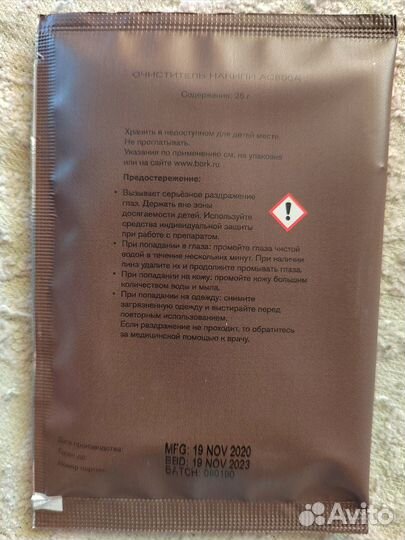 ОЧИСТИТЕЛЬ НАКИПИ AC800A
Содержание: 26 г
Хранить в недоступном для детей месте.
Не проглатывать.
Указания по применению см. на упаковке
или на сайте www.bork.ru
Предостережение:
• Вызывает серьёзное раздражение
глаз. Держать вне зоны
досягаемости детей. Используйте
средства индивидуальной защиты
при работе с препаратом.
• При попадании в глаза: промойте глаза чистой
водой в течение нескольких минут. При наличии
линз удалите их и продолжите промывать глаза.
• При попадании на кожу: промойте кожу большим
количеством воды и мыла.
• При попадании на одежду: снимите
загрязненную одежду и выстирайте перед
повторным использованием.
Если раздражение не проходит, то обратитесь
за медицинской помощью к врачу.
Дата производства: MFG: 19 NOV 2020
Годен до: BBD: 19 NOV 2023
Номер партии: BATCH: 000100
Avito